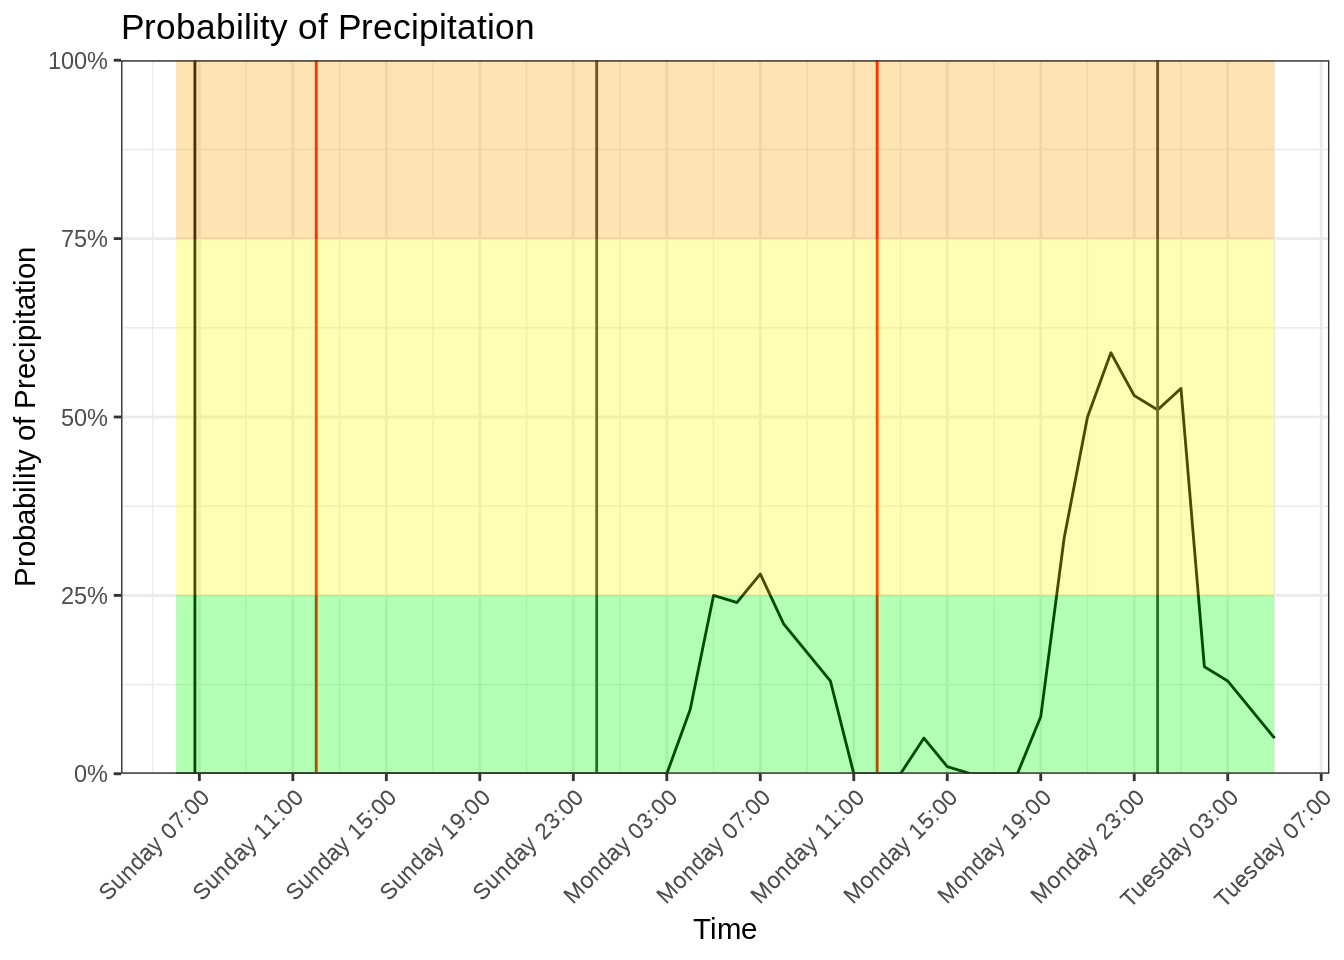 Probability of Precipitation
Probability of Precipitation
100%
75%
50%
25%
0%
Sunday 07:00
Sunday 11:00
Sunday 15:00
Sunday 19:00
Sunday 23:00
Monday 03:00
Monday 07:00
Monday 11:00
Monday 15:00
Monday 19:00
Monday 23:00
Tuesday 03:00
Tuesday 07:00
Time